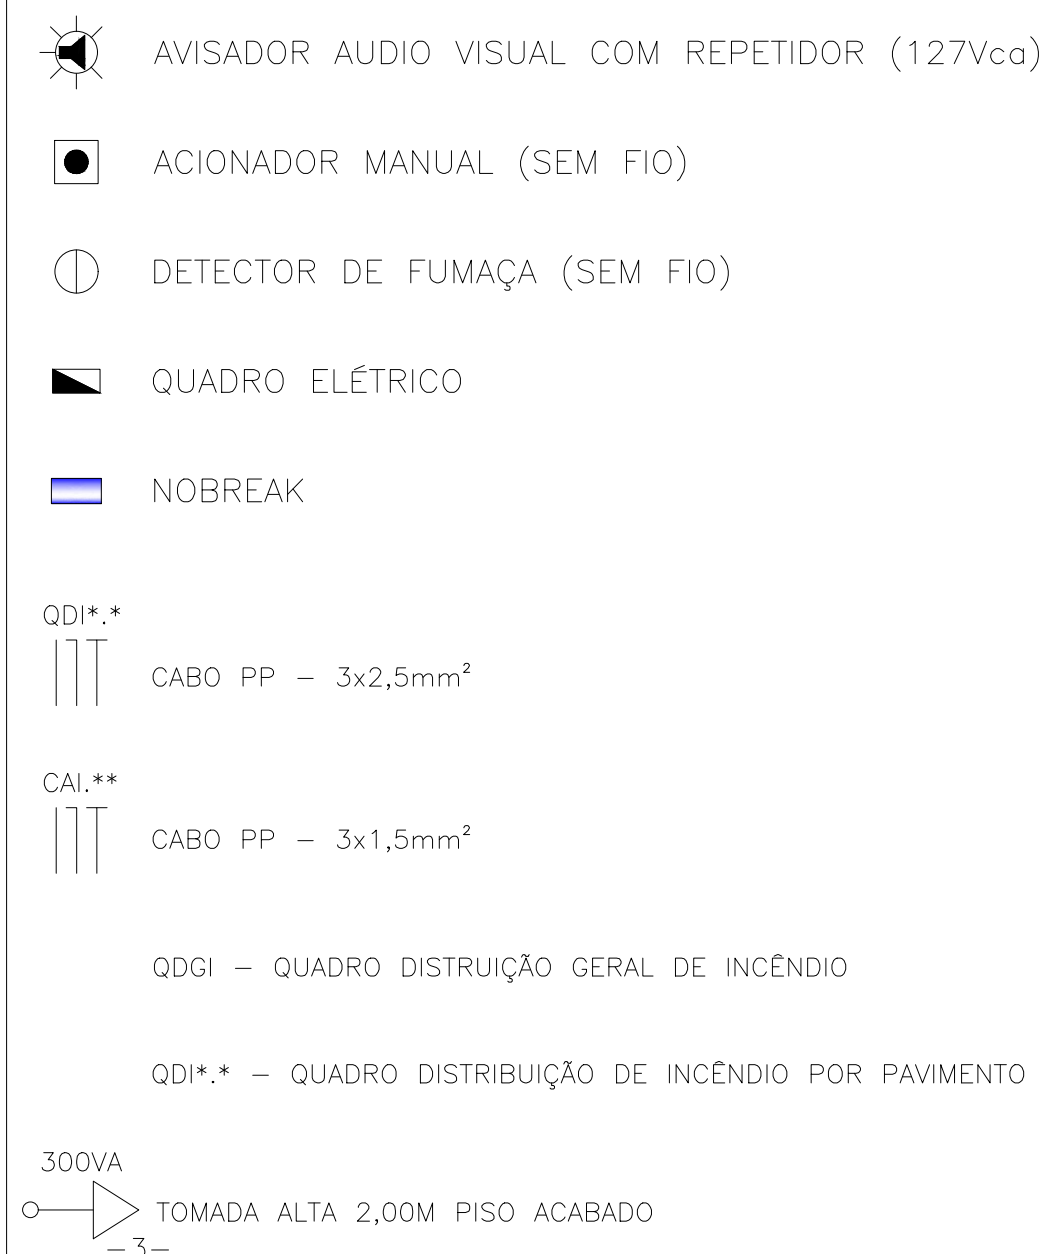 AVISADOR AUDIO VISUAL COM REPETIDOR (127Vca)
ACIONADOR MANUAL (SEM FIO)
DETECTOR DE FUMAÇA (SEM FIO)
QUADRO ELÉTRICO
NOBREAK
QDI*.*
CABO PP – 3x2,5mm²
CAI.**
CABO PP – 3x1,5mm²
QDGI – QUADRO DISTRUIÇÃO GERAL DE INCÊNDIO
QDI*.* – QUADRO DISTRIBUIÇÃO DE INCÊNDIO POR PAVIMENTO
300VA
TOMADA ALTA 2,00M PISO ACABADO
–3–